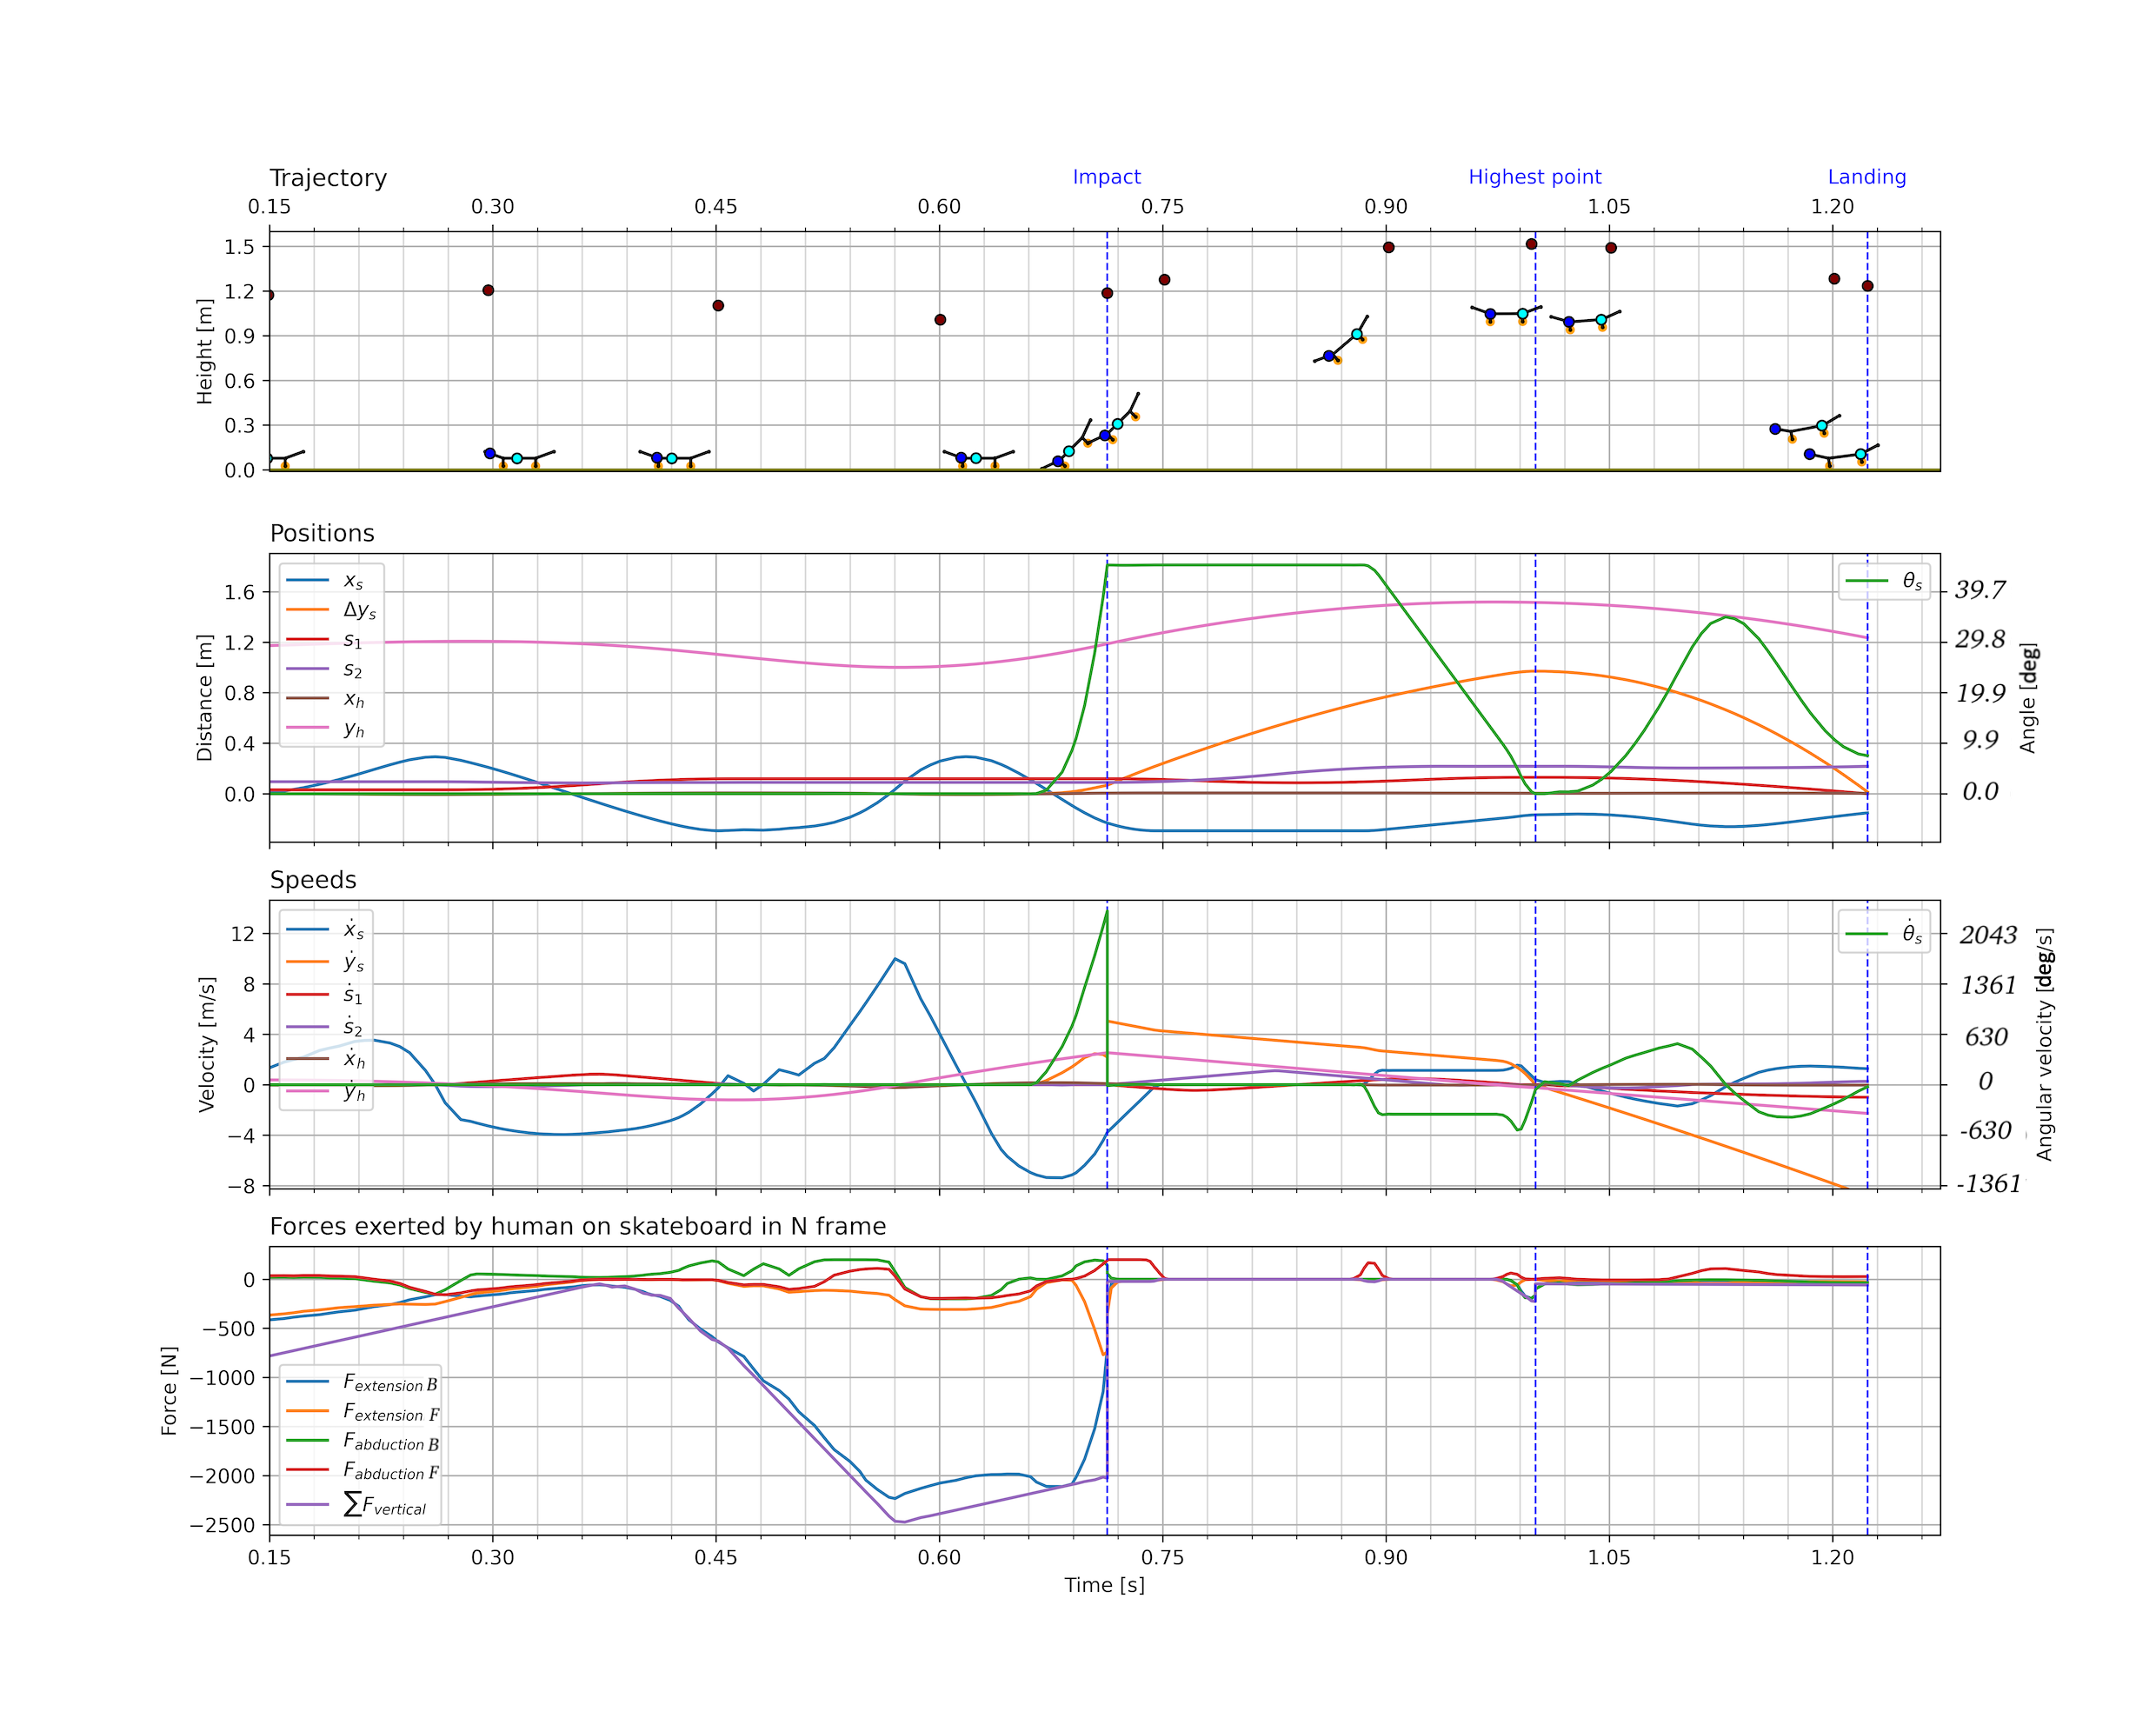 Trajectory
Impact Highest point Landing
0.15 0.30 0.45 0.60 0.75 0.90 1.05 1.20
1.5
1.2
0.9
0.6
0.3
0.0
Height [m]
Positions
1.6
1.2
0.8
0.4
0.0
Distance [m]
x_s
Δy_s
s_1
s_2
x_h
y_h
θ_s
39.7
29.8
19.9
9.9
0.0
Angle [deg]
Speeds
12
8
4
0
−4
−8
Velocity [m/s]
ẋ_s
ẏ_s
ṡ_1
ṡ_2
ẋ_h
ẏ_h
θ̇_s
2043
1361
630
0
-630
-1361
Angular velocity [deg/s]
Forces exerted by human on skateboard in N frame
0
−500
−1000
−1500
−2000
−2500
Force [N]
F_extension B
F_extension F
F_abduction B
F_abduction F
∑F_vertical
0.15 0.30 0.45 0.60 0.75 0.90 1.05 1.20
Time [s]